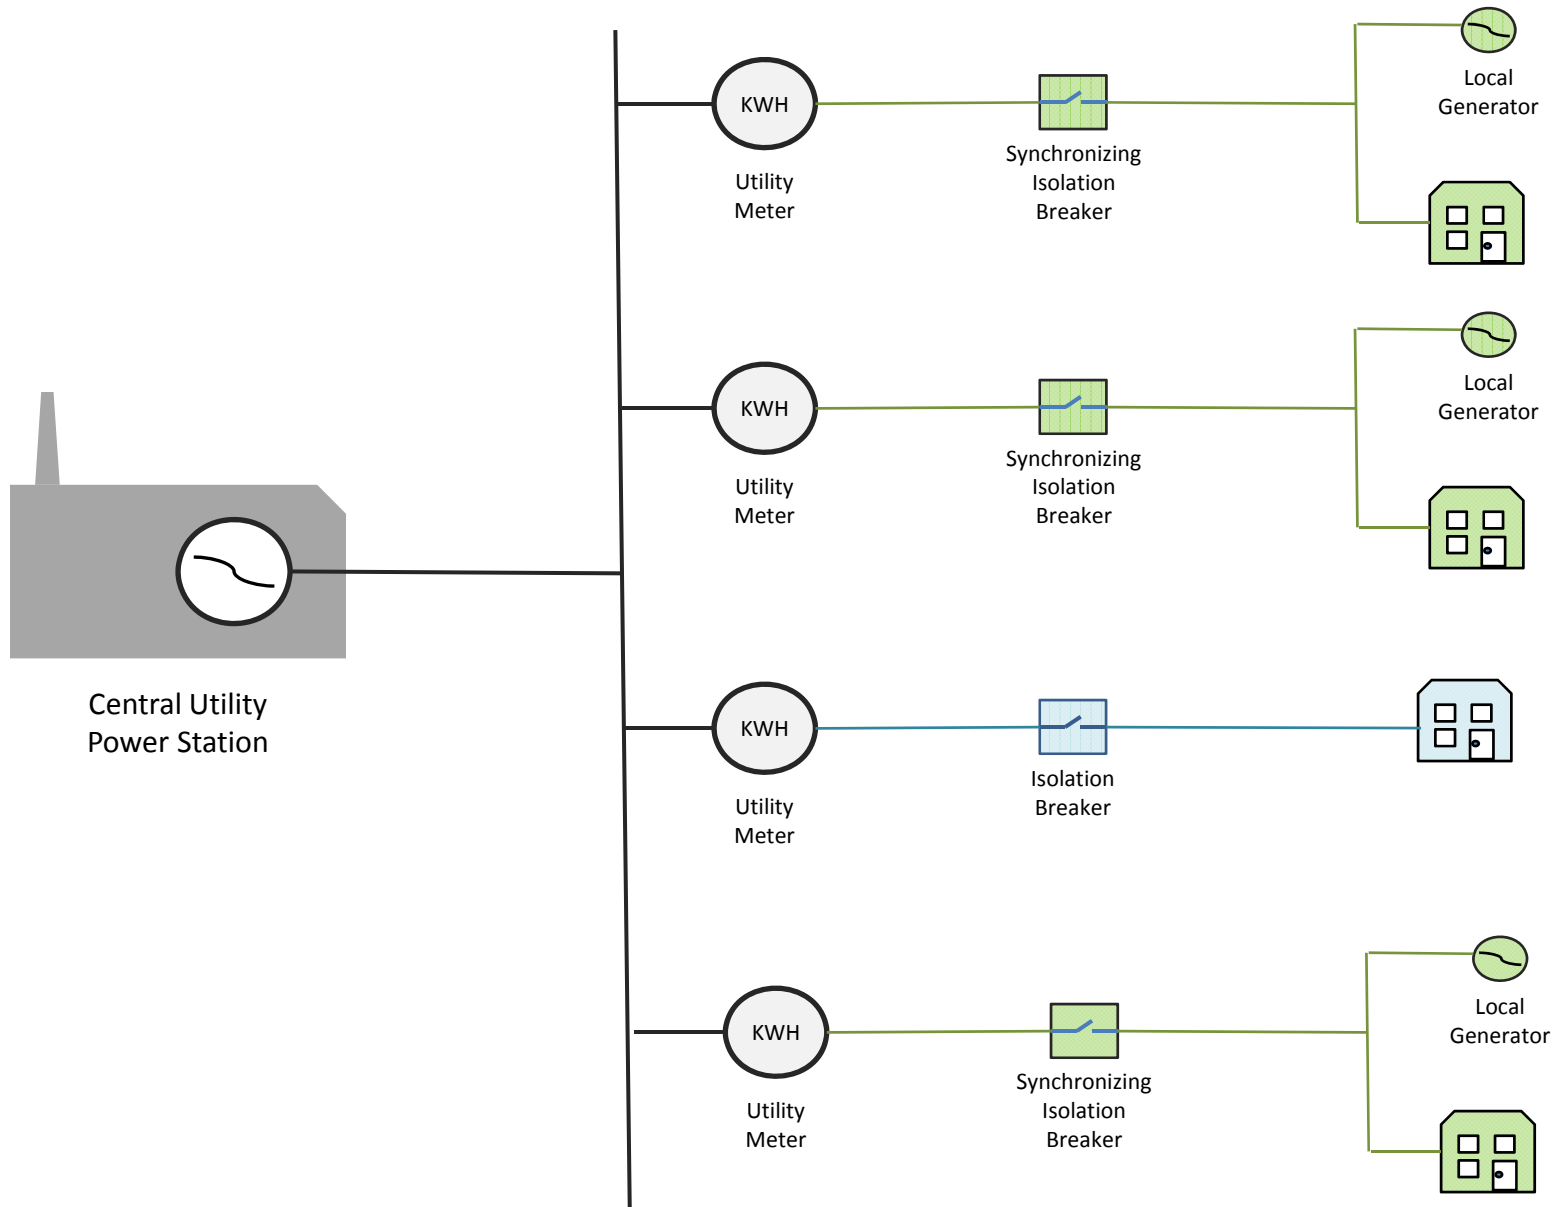 KWH
Utility
Meter
Synchronizing
Isolation
Breaker
Local
Generator
KWH
Utility
Meter
Synchronizing
Isolation
Breaker
Local
Generator
Central Utility
Power Station
KWH
Utility
Meter
Isolation
Breaker
KWH
Utility
Meter
Synchronizing
Isolation
Breaker
Local
Generator